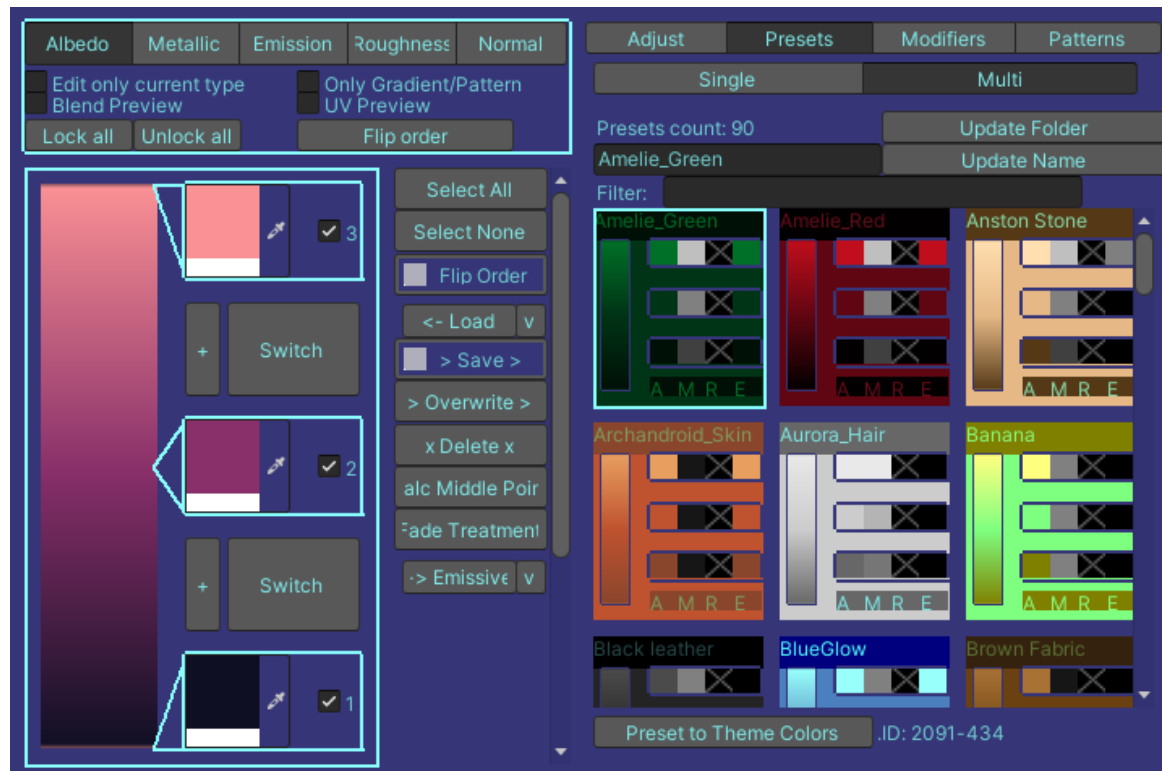 Albedo Metallic Emission Roughness Normal
Edit only current type Only Gradient/Pattern
Blend Preview UV Preview
Lock all Unlock all Flip order
3
+ Switch
2
+ Switch
1
Select All
Select None
Flip Order
<- Load v
> Save >
> Overwrite >
x Delete x
alc Middle Poir
Fade Treatment
-> Emissive v
Adjust Presets Modifiers Patterns
Single Multi
Presets count: 90 Update Folder
Amelie_Green Update Name
Filter:
Amelie_Green Amelie_Red Anston Stone
A M R E A M R E A M R E
Archandroid_Skin Aurora_Hair Banana
A M R E A M R E A M R E
Black leather BlueGlow Brown Fabric
Preset to Theme Colors .ID: 2091-434